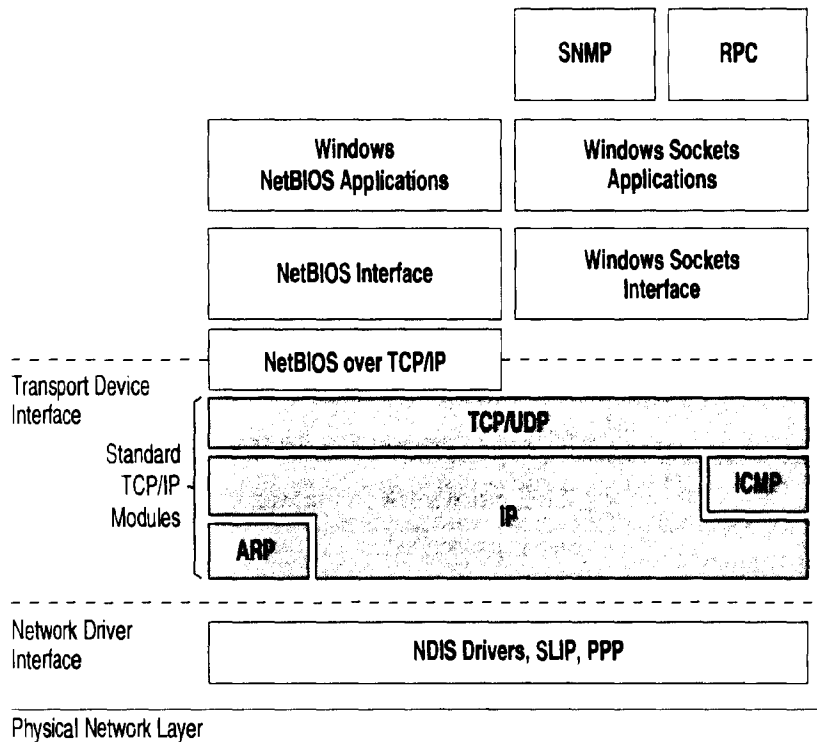 SNMP
RPC
Windows
NetBIOS Applications
Windows Sockets
Applications
NetBIOS Interface
Windows Sockets
Interface
NetBIOS over TCP/IP
Transport Device
Interface
Standard
TCP/IP
Modules
TCP/UDP
ICMP
IP
ARP
Network Driver
Interface
NDIS Drivers, SLIP, PPP
Physical Network Layer